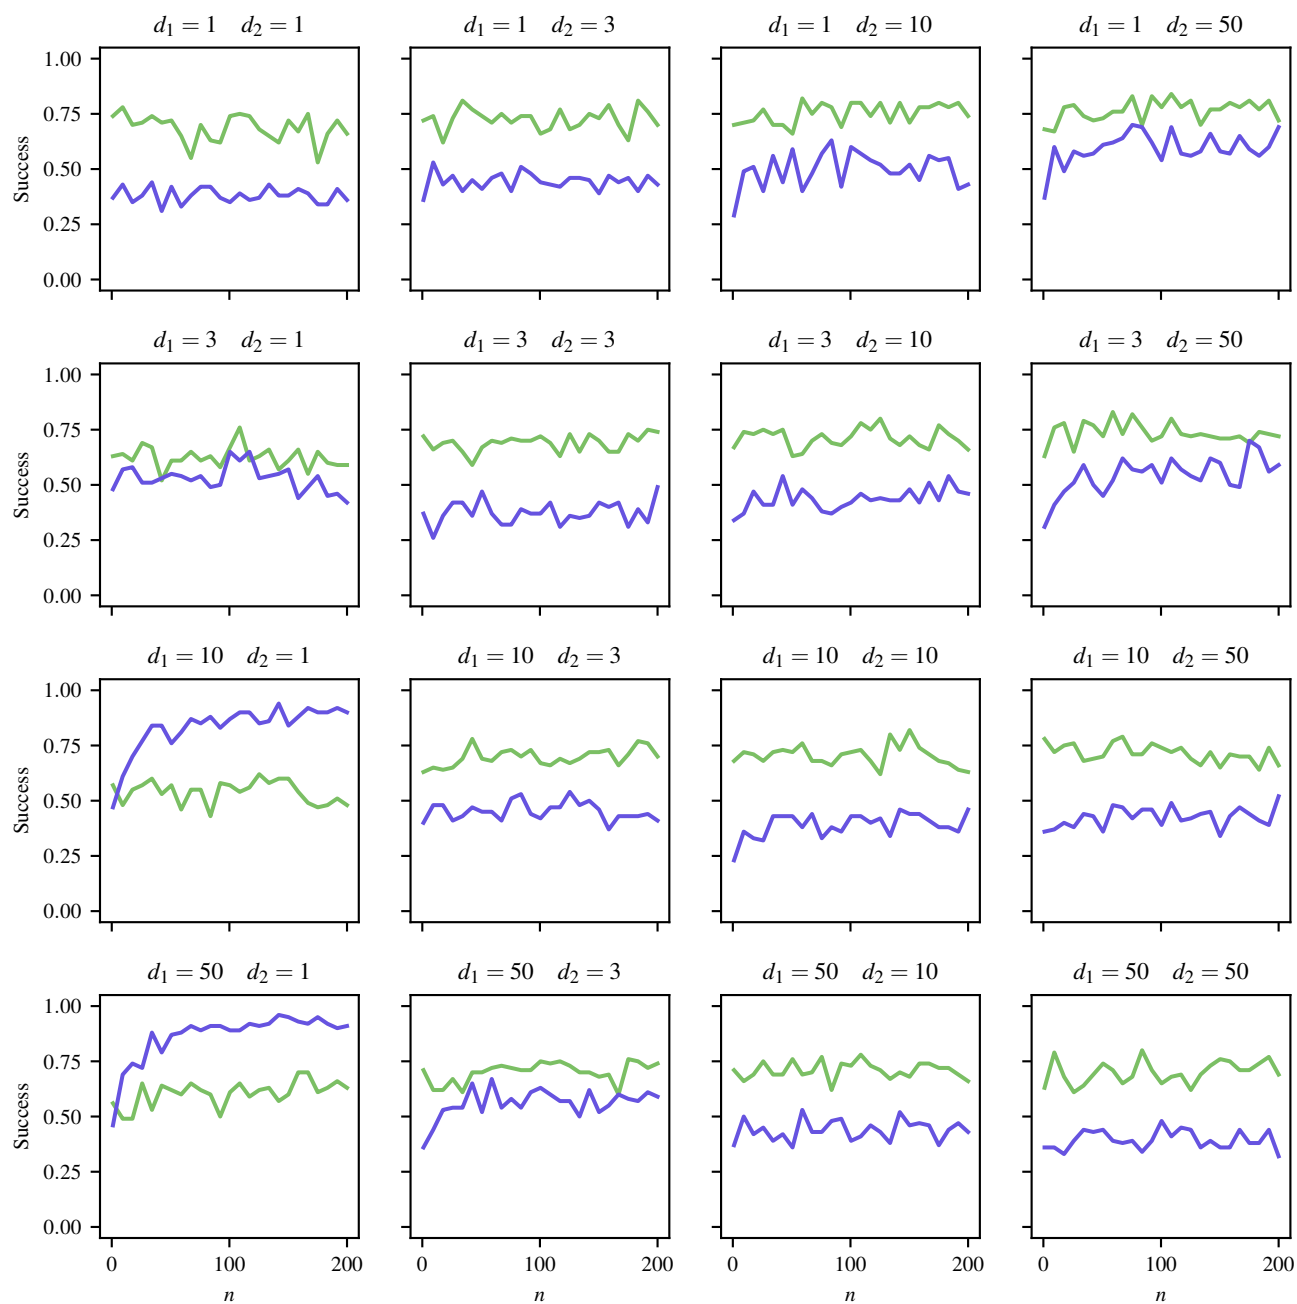 d₁ = 1 d₂ = 1
d₁ = 1 d₂ = 3
d₁ = 1 d₂ = 10
d₁ = 1 d₂ = 50
1.00
0.75
0.50
0.25
0.00
Success
d₁ = 3 d₂ = 1
d₁ = 3 d₂ = 3
d₁ = 3 d₂ = 10
d₁ = 3 d₂ = 50
1.00
0.75
0.50
0.25
0.00
Success
d₁ = 10 d₂ = 1
d₁ = 10 d₂ = 3
d₁ = 10 d₂ = 10
d₁ = 10 d₂ = 50
1.00
0.75
0.50
0.25
0.00
Success
d₁ = 50 d₂ = 1
d₁ = 50 d₂ = 3
d₁ = 50 d₂ = 10
d₁ = 50 d₂ = 50
1.00
0.75
0.50
0.25
0.00
Success
0 100 200
0 100 200
0 100 200
0 100 200
n
n
n
n